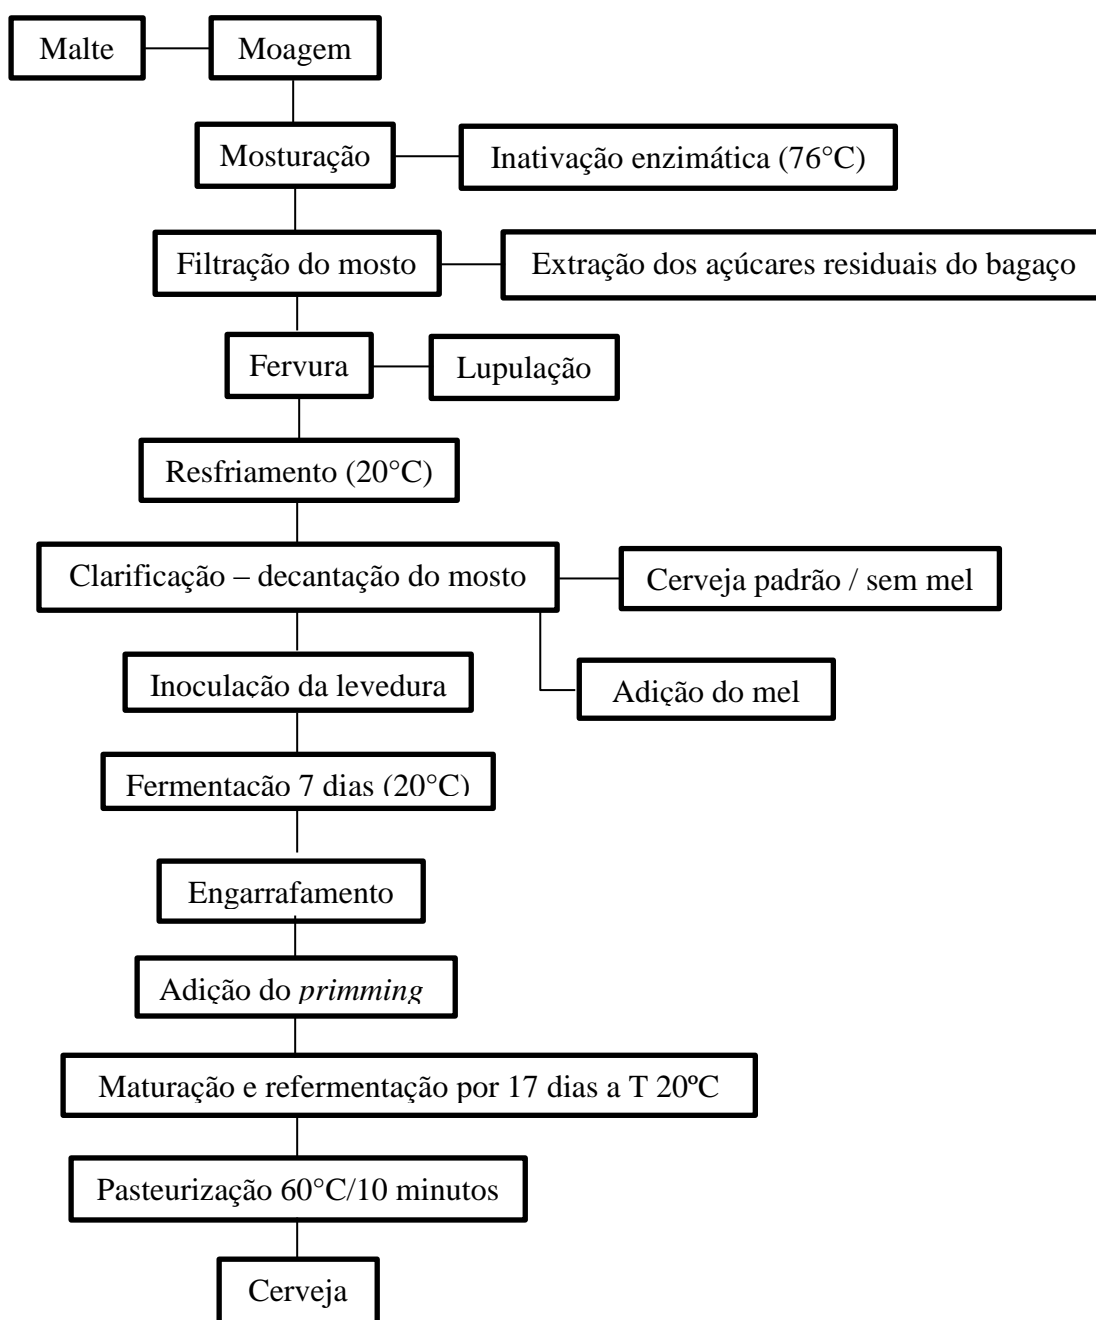 Malte
Moagem
Mosturação
Inativação enzimática (76°C)
Filtração do mosto
Extração dos açúcares residuais do bagaço
Fervura
Lupulação
Resfriamento (20°C)
Clarificação – decantação do mosto
Cerveja padrão / sem mel
Inoculação da levedura
Adição do mel
Fermentação 7 dias (20°C)
Engarrafamento
Adição do primming
Maturação e refermentação por 17 dias a T 20ºC
Pasteurização 60°C/10 minutos
Cerveja